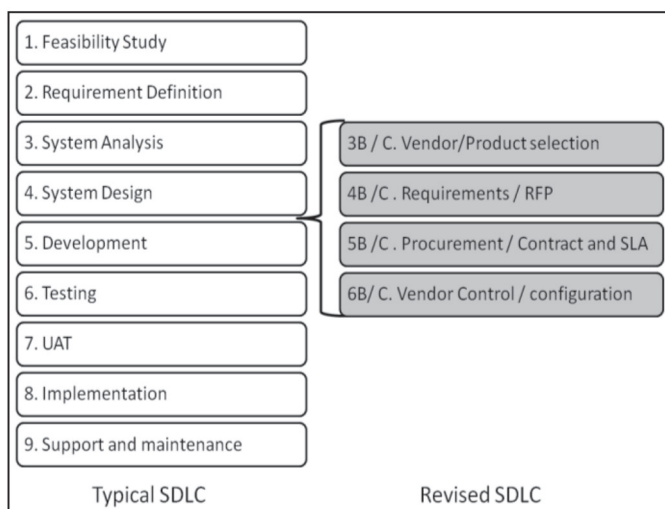 1. Feasibility Study
2. Requirement Definition
3. System Analysis
4. System Design
5. Development
6. Testing
7. UAT
8. Implementation
9. Support and maintenance
Typical SDLC
3B / C. Vendor/Product selection
4B /C . Requirements / RFP
5B /C . Procurement / Contract and SLA
6B/ C. Vendor Control / configuration
Revised SDLC